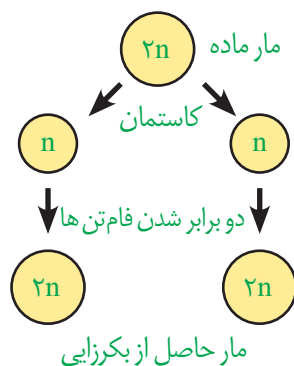 ۲n مار ماده
کاستمان
n n
دو برابر شدن فام‌تن ها
۲n ۲n
مار حاصل از بکرزایی